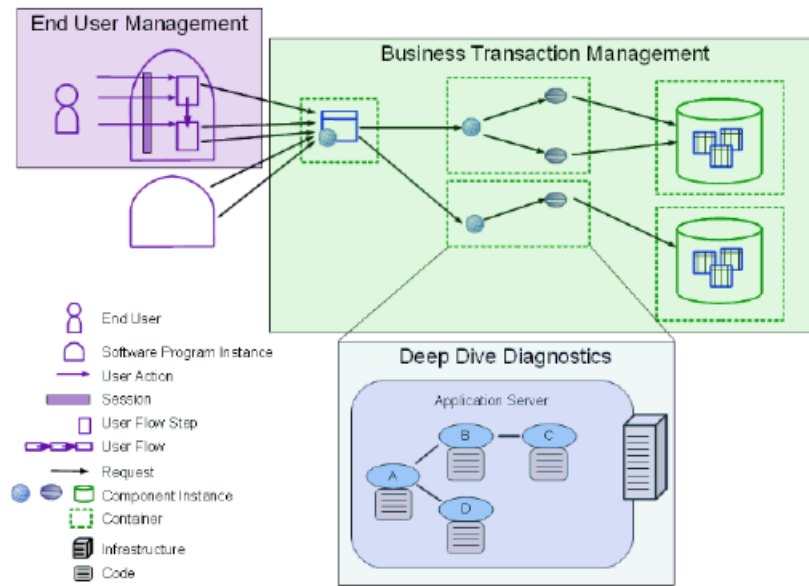 End User Management
Business Transaction Management
Deep Dive Diagnostics
Application Server
B
C
A
D
End User
Software Program Instance
User Action
Session
User Flow Step
User Flow
Request
Component Instance
Container
Infrastructure
Code